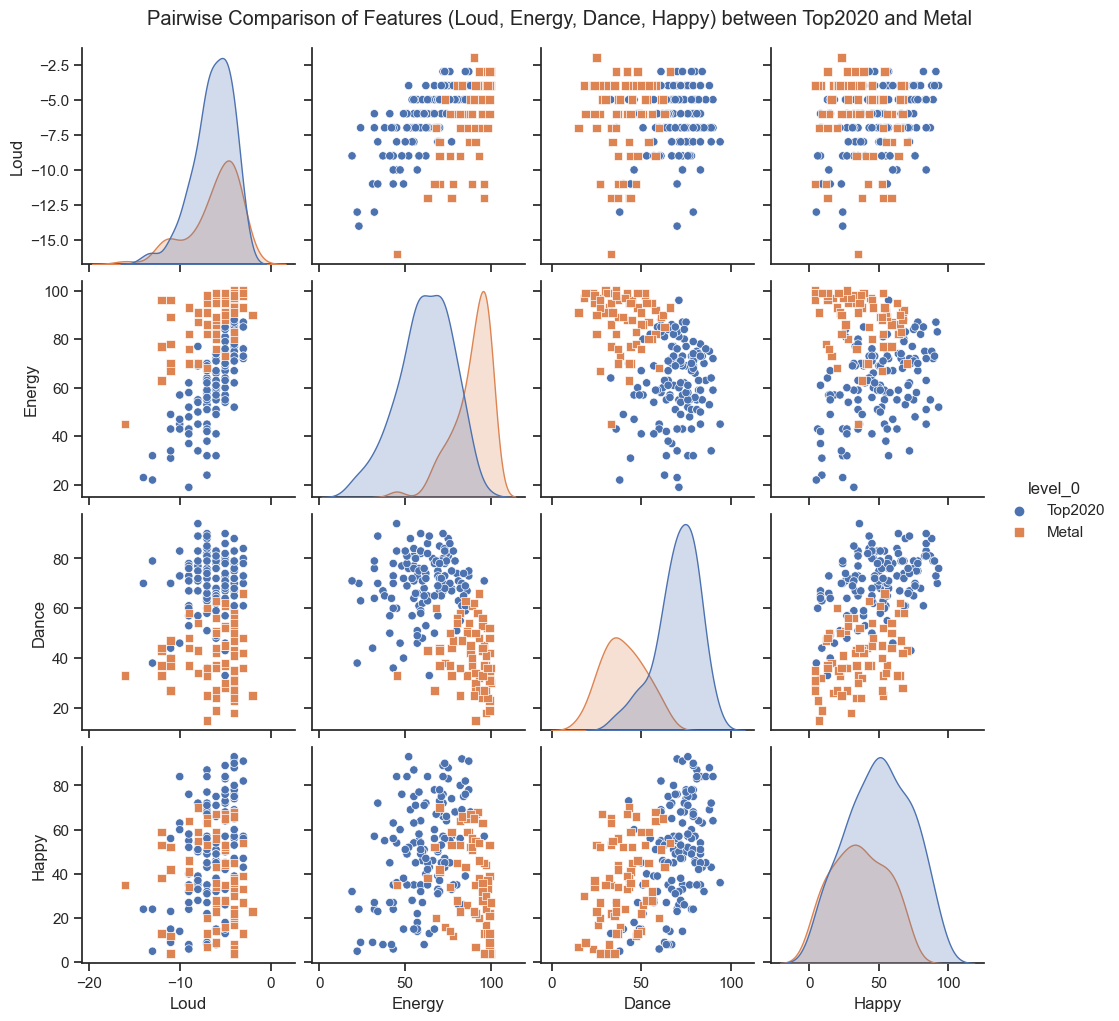 Pairwise Comparison of Features (Loud, Energy, Dance, Happy) between Top2020 and Metal
−2.5
−5.0
−7.5
−10.0
−12.5
−15.0
Loud
100
80
60
40
20
Energy
level_0
Top2020
Metal
80
60
40
20
Dance
80
60
40
20
0
Happy
−20 −10 0
0 50 100
0 50 100
0 50 100
Loud Energy Dance Happy